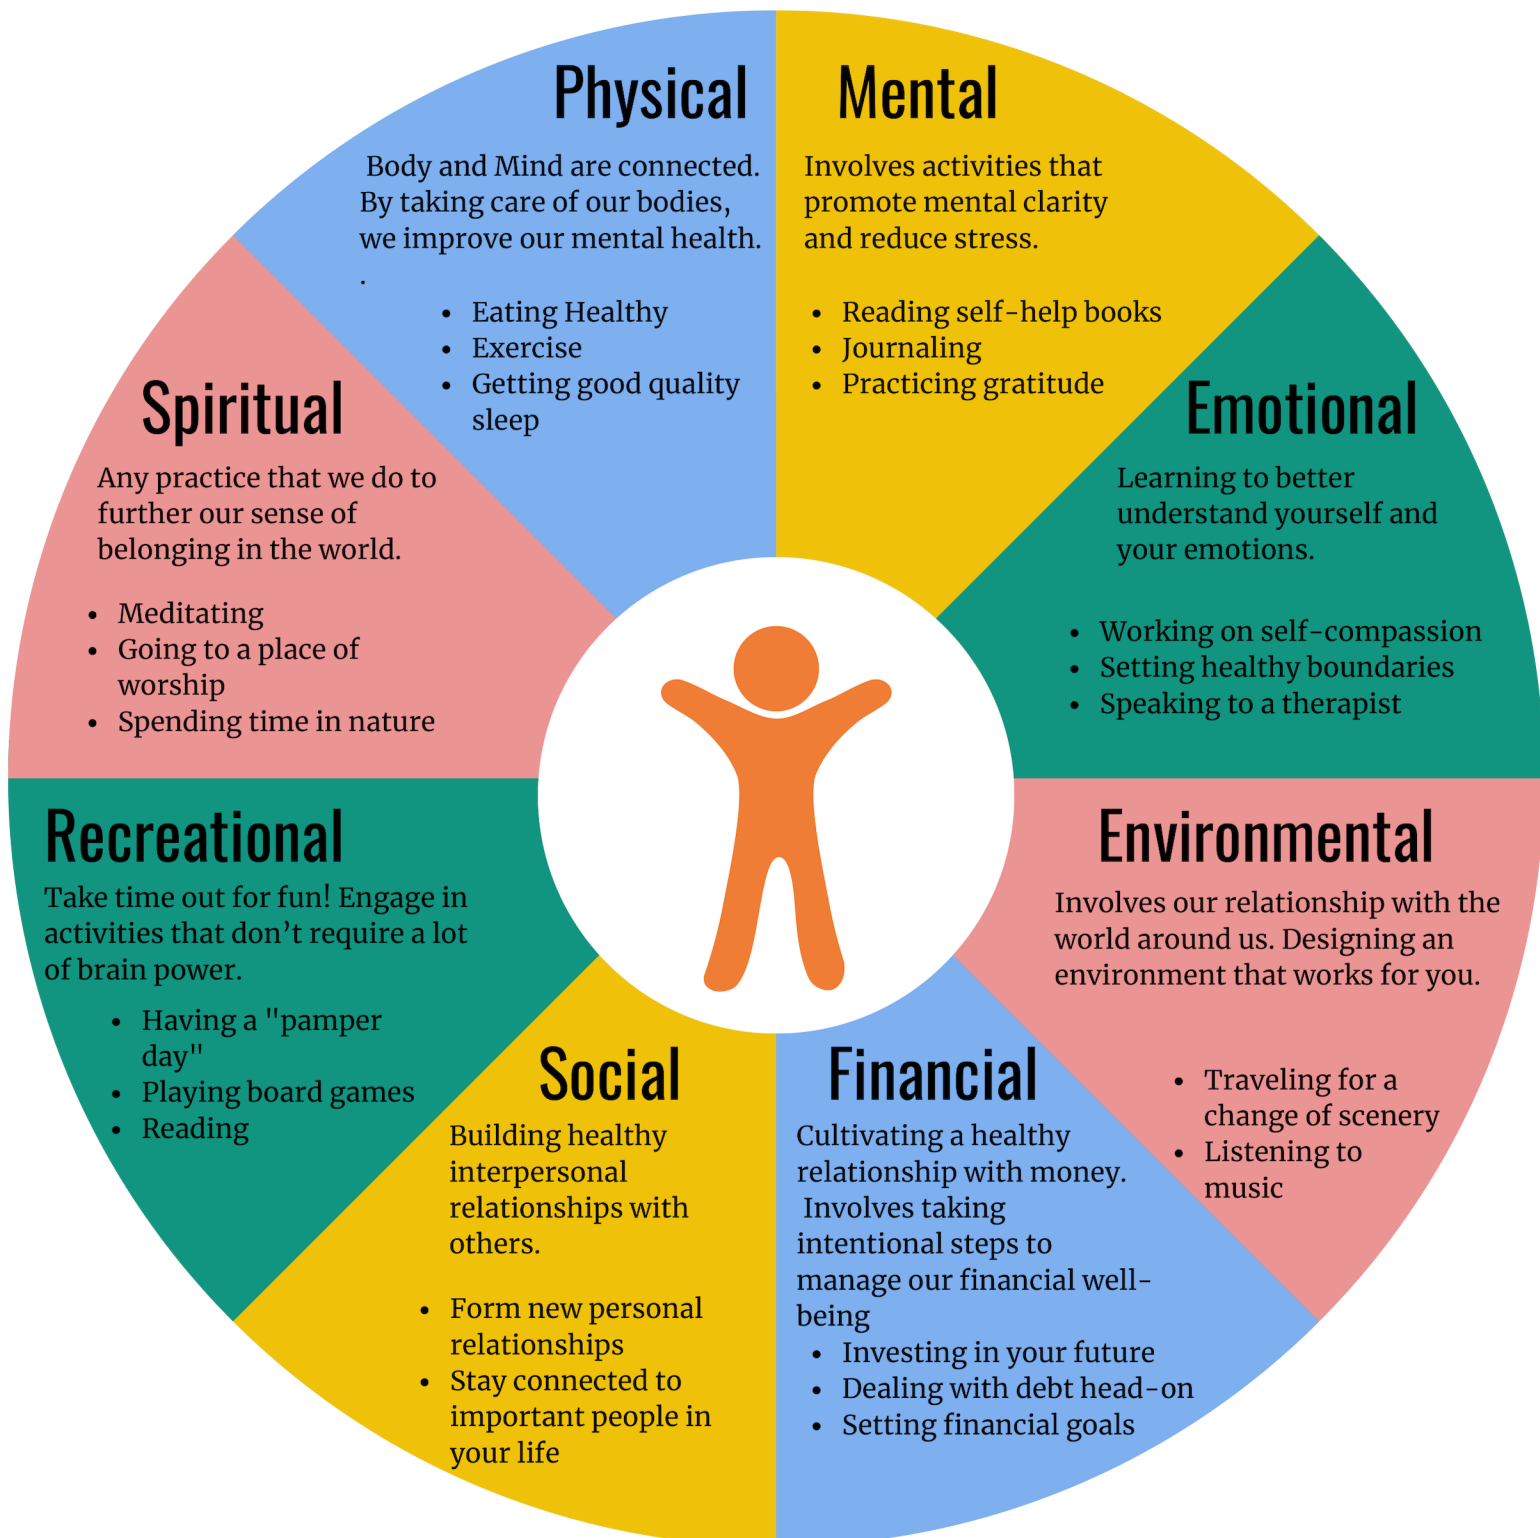 Physical
Body and Mind are connected.
By taking care of our bodies,
we improve our mental health.
.
• Eating Healthy
• Exercise
• Getting good quality
sleep
Mental
Involves activities that
promote mental clarity
and reduce stress.
• Reading self-help books
• Journaling
• Practicing gratitude
Emotional
Learning to better
understand yourself and
your emotions.
• Working on self-compassion
• Setting healthy boundaries
• Speaking to a therapist
Environmental
Involves our relationship with the
world around us. Designing an
environment that works for you.
• Traveling for a
change of scenery
• Listening to
music
Financial
Cultivating a healthy
relationship with money.
Involves taking
intentional steps to
manage our financial well-
being
• Investing in your future
• Dealing with debt head-on
• Setting financial goals
Social
Building healthy
interpersonal
relationships with
others.
• Form new personal
relationships
• Stay connected to
important people in
your life
Recreational
Take time out for fun! Engage in
activities that don’t require a lot
of brain power.
• Having a "pamper
day"
• Playing board games
• Reading
Spiritual
Any practice that we do to
further our sense of
belonging in the world.
• Meditating
• Going to a place of
worship
• Spending time in nature